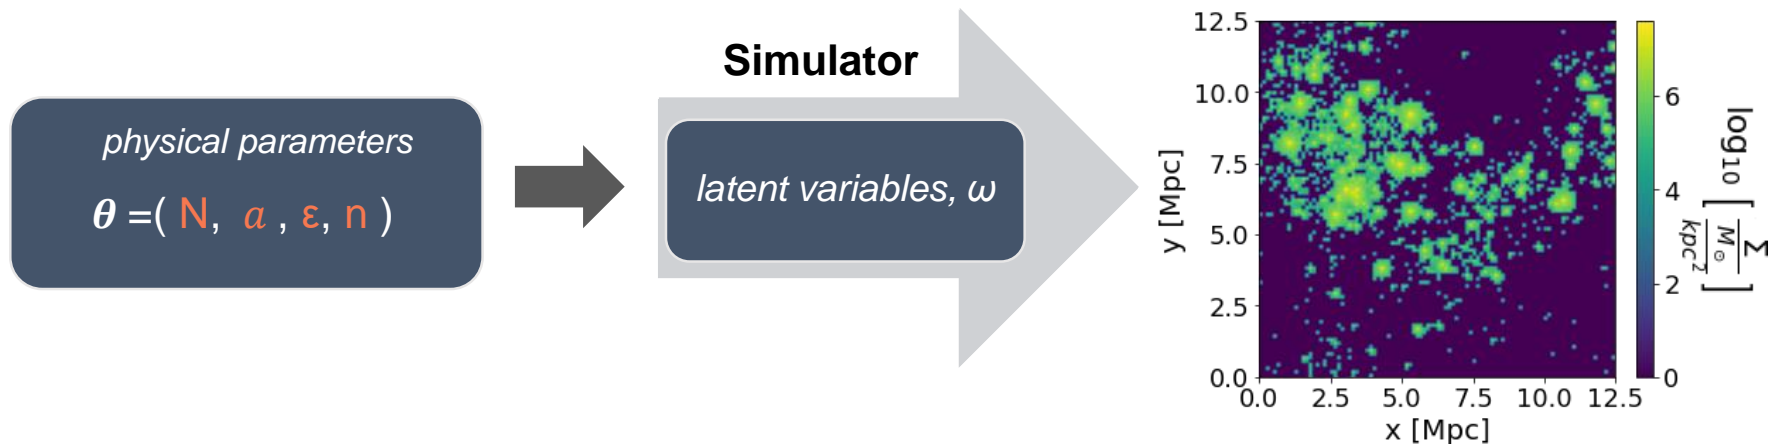 physical parameters
θ =( N, a , ε, n )
Simulator
latent variables, ω
12.5
10.0
7.5
5.0
2.5
0.0
y [Mpc]
0.0 2.5 5.0 7.5 10.0 12.5
x [Mpc]
6
4
2
0
log₁₀ [ Σ / (M⊙ / kpc²) ]